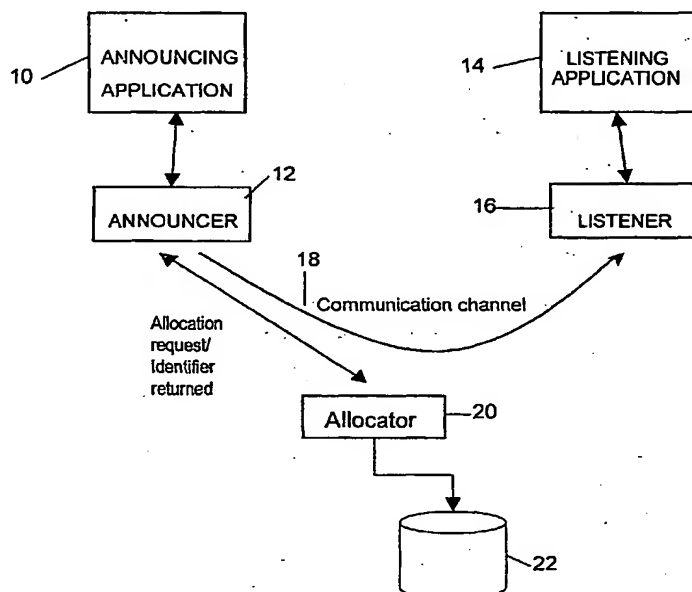 10
ANNOUNCING
APPLICATION
14
LISTENING
APPLICATION
12
ANNOUNCER
16
LISTENER
18
Communication channel
Allocation
request/
Identifier
returned
Allocator
20
22